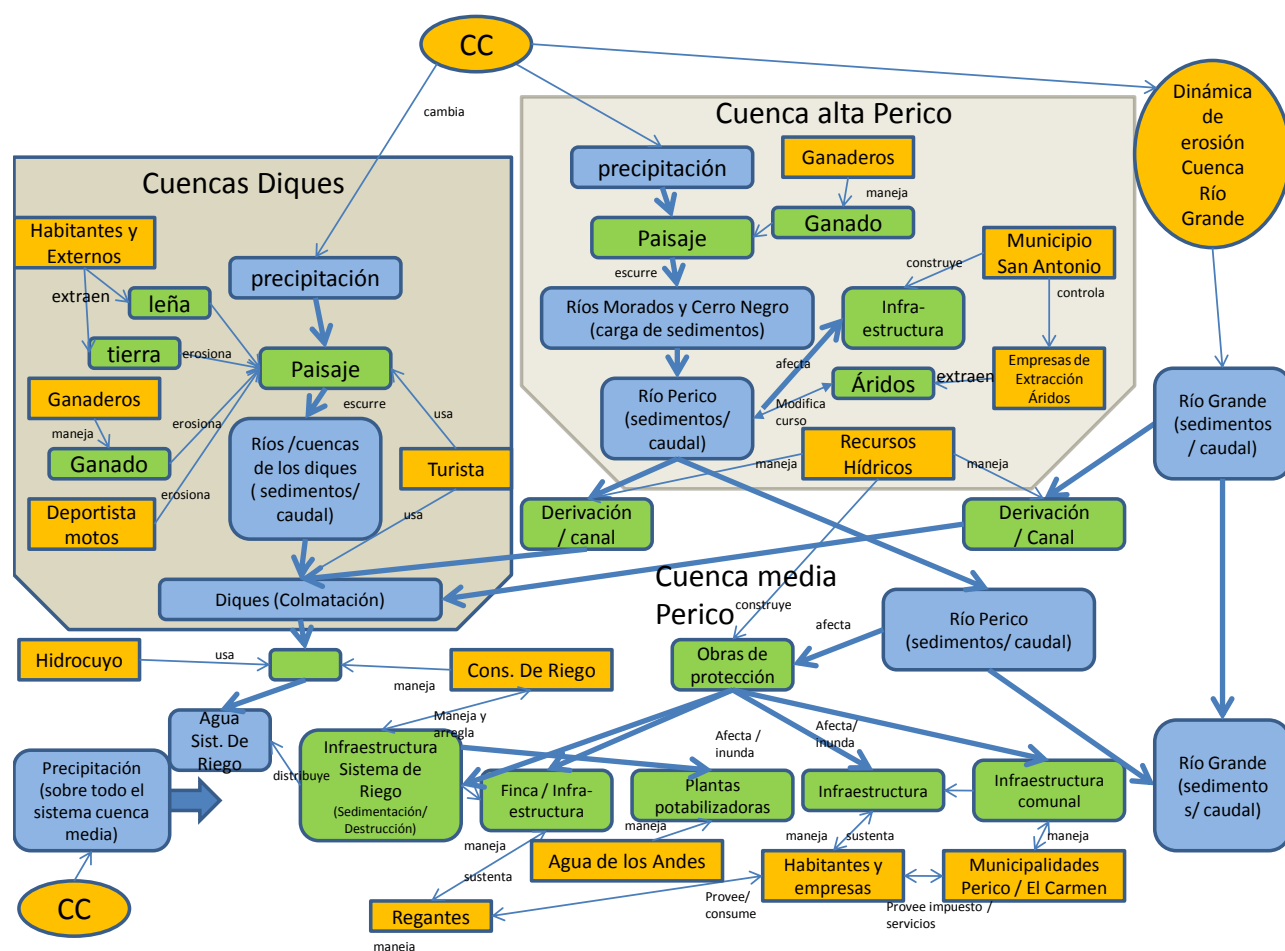 CC
cambia
Dinámica
de
erosión
Cuenca
Río
Grande
Cuenca alta Perico
precipitación
Ganaderos
maneja
Ganado
Paisaje
escurre
Municipio
San Antonio
construye
controla
Ríos Morados y Cerro Negro
(carga de sedimentos)
Infra-
estructura
afecta
Empresas de
Extracción
Áridos
extraen
Áridos
Río Perico
(sedimentos/
caudal)
Modifica
curso
Recursos
Hídricos
maneja
maneja
Río Grande
(sedimentos
/ caudal)
Cuencas Diques
Habitantes y
Externos
extraen
leña
tierra
erosiona
precipitación
Paisaje
escurre
Ganaderos
maneja
Ganado
erosiona
Deportista
motos
erosiona
Ríos /cuencas
de los diques
( sedimentos/
caudal)
usa
Turista
usa
Diques (Colmatación)
Derivación
/ canal
Derivación
/ Canal
Cuenca media
Perico
construye
Río Perico
(sedimentos/ caudal)
afecta
Obras de
protección
Hidrocuyo
usa
Cons. De Riego
maneja
Maneja y
arregla
Agua
Sist. De
Riego
distribuye
Precipitación
(sobre todo el
sistema cuenca
media)
CC
Infraestructura
Sistema de
Riego
(Sedimentación/
Destrucción)
Finca / Infra-
estructura
Afecta /
inunda
Plantas
potabilizadoras
Afecta/
inunda
Infraestructura
Infraestructura
comunal
Río Grande
(sedimento
s/ caudal)
maneja
sustenta
maneja
Agua de los Andes
maneja
sustenta
Habitantes y
empresas
maneja
Municipalidades
Perico / El Carmen
Provee/
consume
Provee impuesto /
servicios
Regantes
maneja